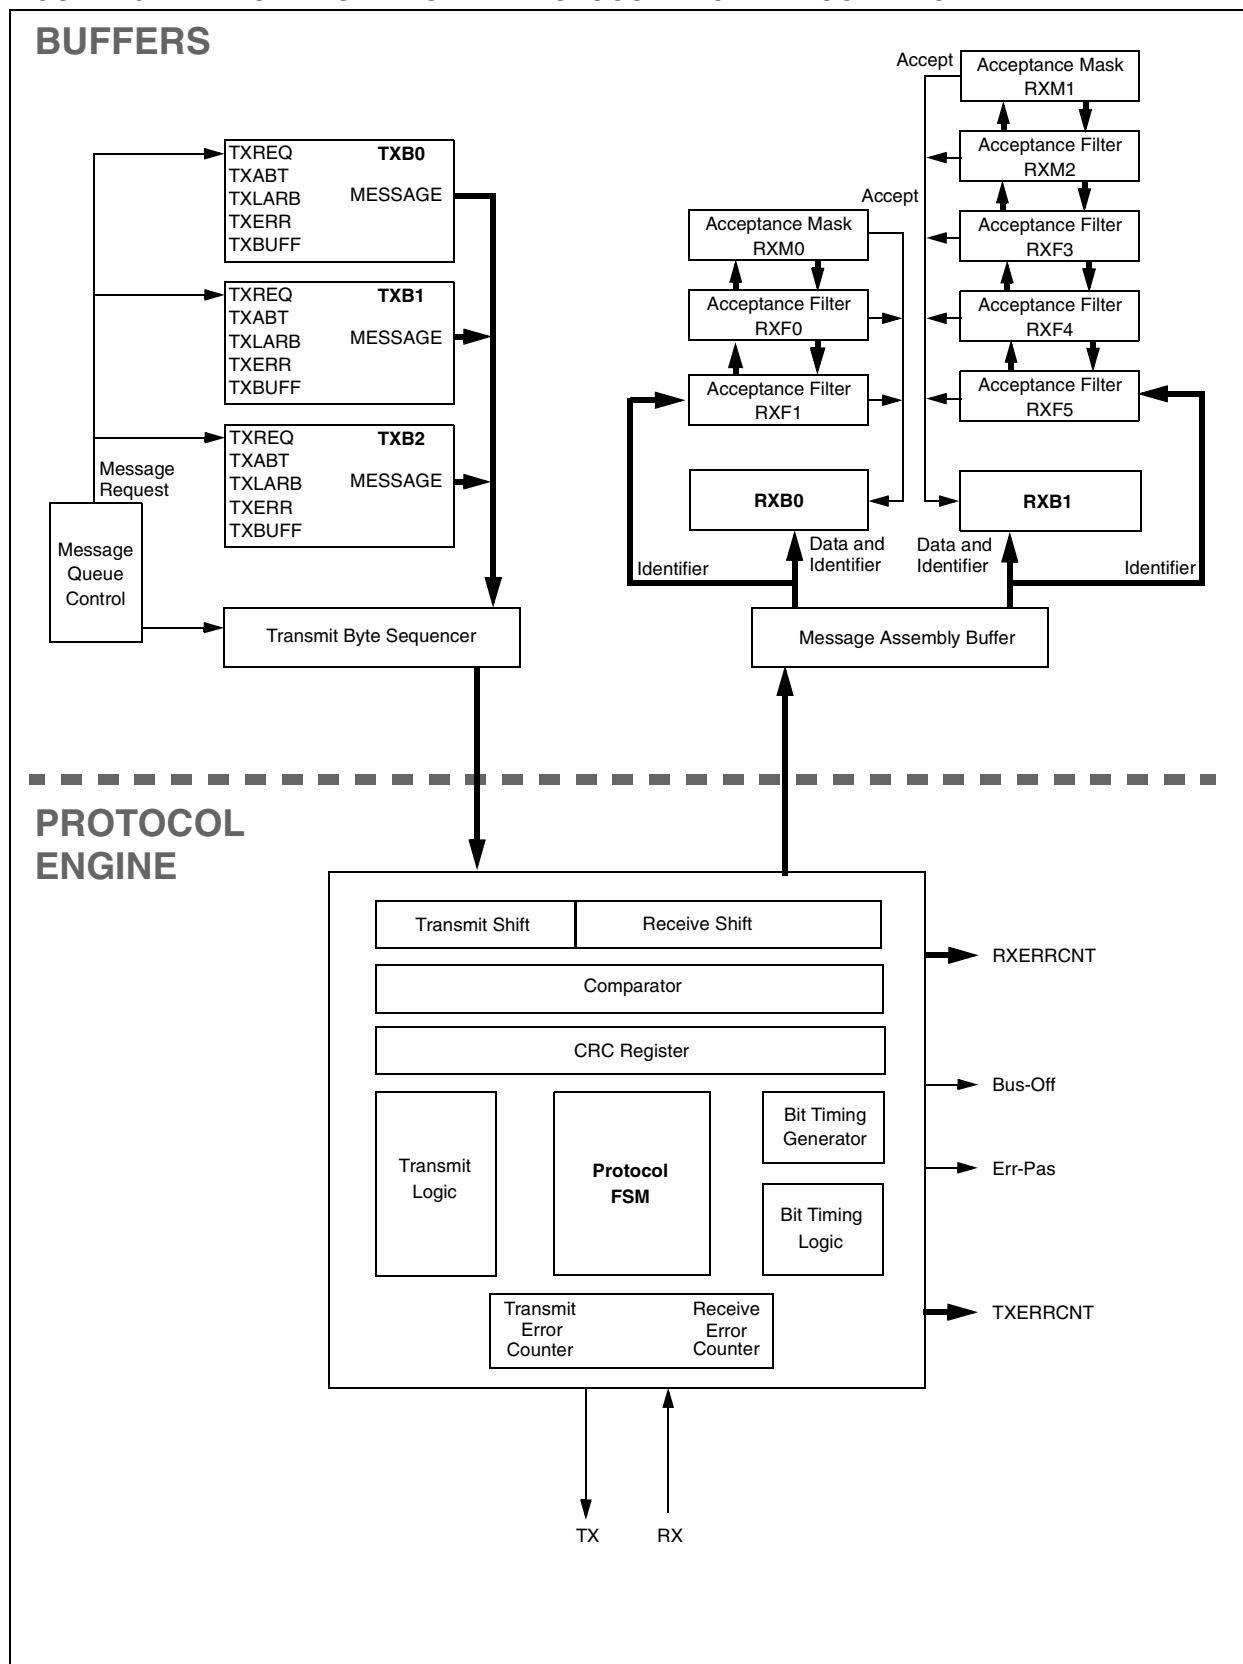 BUFFERS
Accept
Acceptance Mask
RXM1
Acceptance Filter
RXM2
Accept
Acceptance Filter
RXF3
Acceptance Filter
RXF4
Acceptance Filter
RXF5
Acceptance Mask
RXM0
Acceptance Filter
RXF0
Acceptance Filter
RXF1
TXREQ TXB0
TXABT
TXLARB MESSAGE
TXERR
TXBUFF
TXREQ TXB1
TXABT
TXLARB MESSAGE
TXERR
TXBUFF
TXREQ TXB2
TXABT
TXLARB MESSAGE
TXERR
TXBUFF
Message
Request
Message
Queue
Control
RXB0
RXB1
Data and
Identifier
Data and
Identifier
Identifier
Identifier
Transmit Byte Sequencer
Message Assembly Buffer
PROTOCOL
ENGINE
Transmit Shift
Receive Shift
RXERRCNT
Comparator
CRC Register
Bus-Off
Transmit
Logic
Protocol
FSM
Bit Timing
Generator
Err-Pas
Bit Timing
Logic
Transmit
Error
Counter
Receive
Error
Counter
TXERRCNT
TX
RX